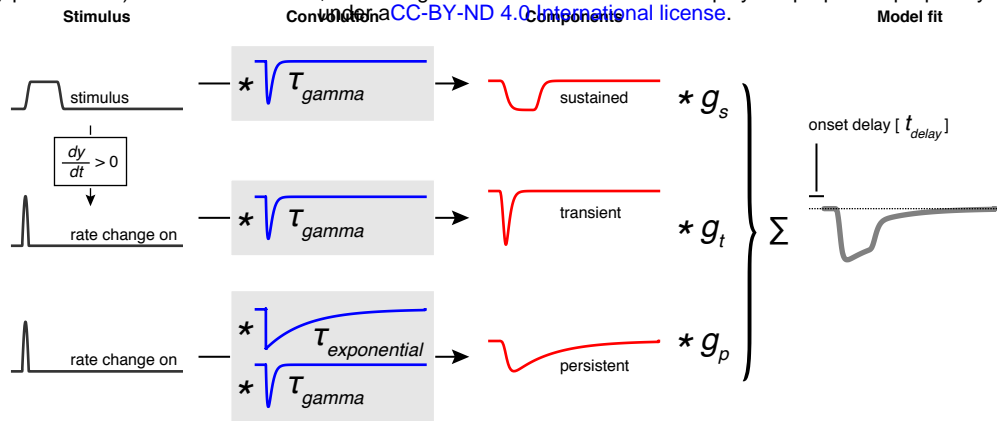 under aCC-BY-ND 4.0 International license.
Stimulus Convolution Components Model fit
stimulus
* τgamma
sustained
* gs
dy/dt > 0
onset delay [ tdelay ]
rate change on
* τgamma
transient
* gt
Σ
rate change on
* τexponential
* τgamma
persistent
* gp